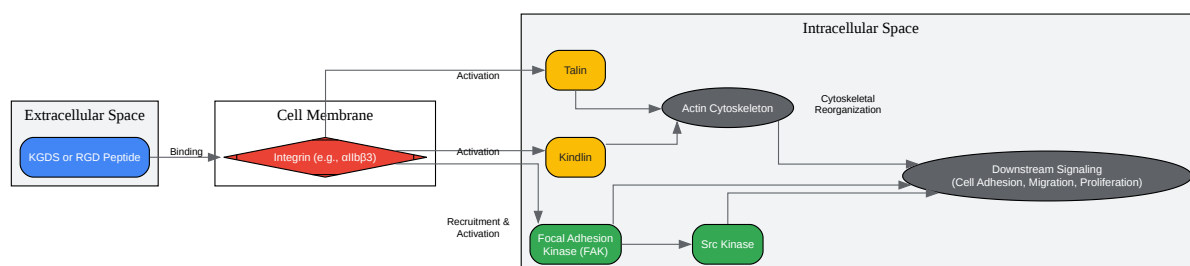 Intracellular Space
Talin
Activation
Extracellular Space
Cell Membrane
Actin Cytoskeleton
Cytoskeletal
Reorganization
KGDS or RGD Peptide
Binding
Integrin (e.g., αIIbβ3)
Activation
Kindlin
Downstream Signaling
(Cell Adhesion, Migration, Proliferation)
Recruitment &
Activation
Focal Adhesion
Kinase (FAK)
Src Kinase